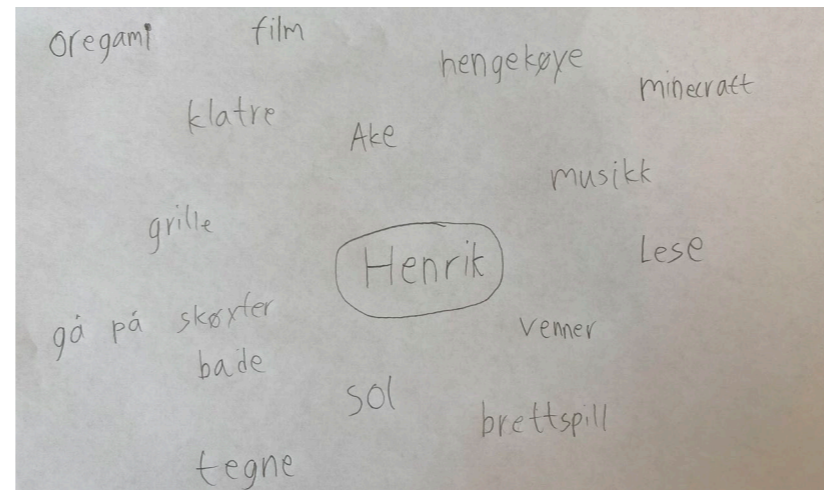 oregami
film
hengekøye
minecraft
klatre
Ake
musikk
grille
Henrik
Lese
gå på skøyter
venner
bade
sol
brettspill
tegne